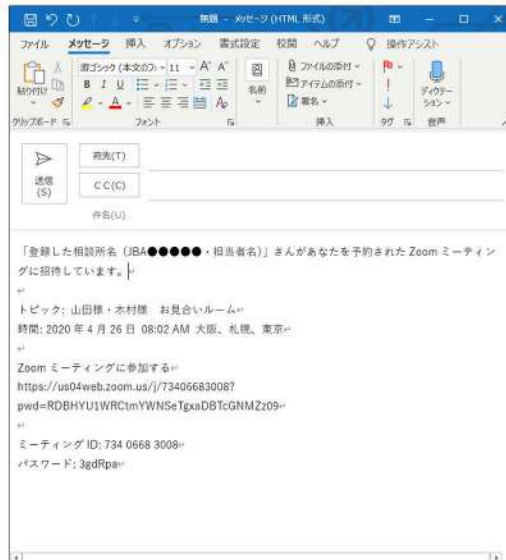 無題 - メッセージ (HTML 形式)
ファイル メッセージ 挿入 オプション 書式設定 校閲 ヘルプ 操作アシスト
貼り付け
游ゴシック (本文のフ 11 A A
B I U
A
名前
ファイルの添付
アイテムの添付
署名
ディクテーション
クリップボード フォント 挿入 タグ 音声
送信
(S)
宛先(T)
CC(C)
件名(U)
「登録した相談所名（JBA●●●●●・担当者名）」さんがあなたを予約された Zoom ミーティン
グに招待しています。
トピック: 山田様・木村様 お見合いルーム
時間: 2020 年 4 月 26 日 08:02 AM 大阪、札幌、東京
Zoom ミーティングに参加する
https://us04web.zoom.us/j/73406683008?
pwd=RDBHYU1WRCtmYWNSeTgxaDBTcGNMZz09
ミーティング ID: 734 0668 3008
パスワード: 3gdRpa